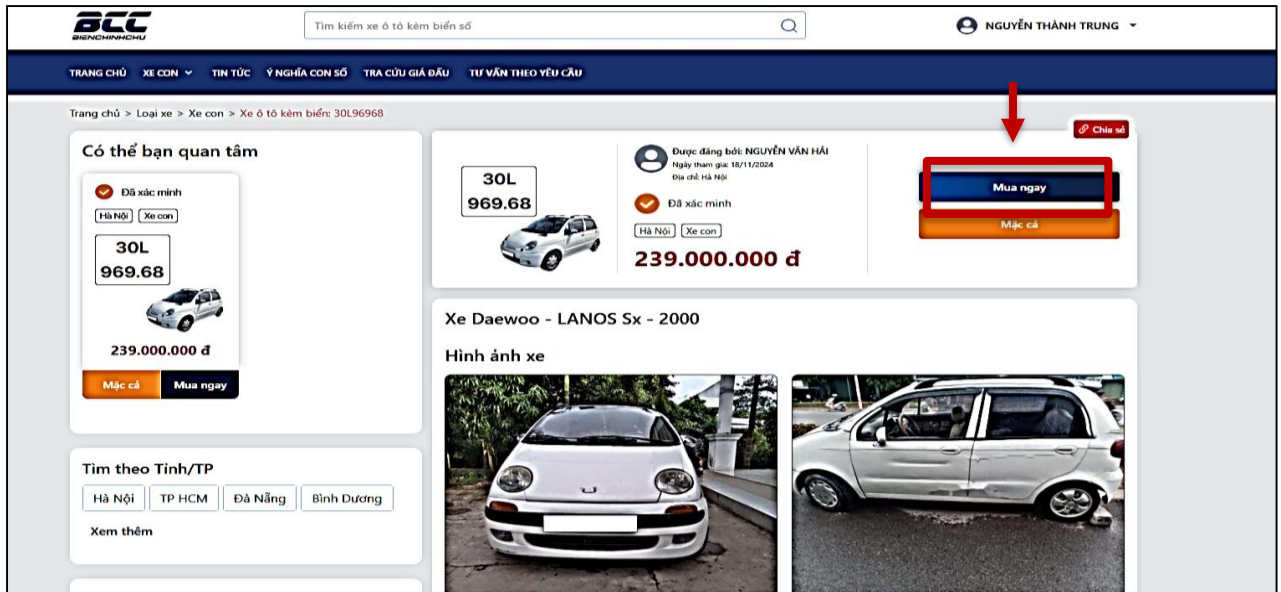 BCC
BIENCHINHCHU
Tìm kiếm xe ô tô kèm biển số
NGUYỄN THÀNH TRUNG
TRANG CHỦ XE CON TIN TỨC Ý NGHĨA CON SỐ TRA CỨU GIÁ ĐẤU TƯ VẤN THEO YÊU CẦU
Trang chủ > Loại xe > Xe con > Xe ô tô kèm biển: 30L96968
Có thể bạn quan tâm
Đã xác minh
Hà Nội Xe con
30L
969.68
239.000.000 đ
Mặc cả Mua ngay
Tìm theo Tỉnh/TP
Hà Nội TP HCM Đà Nẵng Bình Dương
Xem thêm
Chia sẻ
30L
969.68
Được đăng bởi: NGUYỄN VĂN HẢI
Ngày tham gia: 18/11/2024
Địa chỉ: Hà Nội
Đã xác minh
Hà Nội Xe con
239.000.000 đ
Mua ngay
Mặc cả
Xe Daewoo - LANOS Sx - 2000
Hình ảnh xe